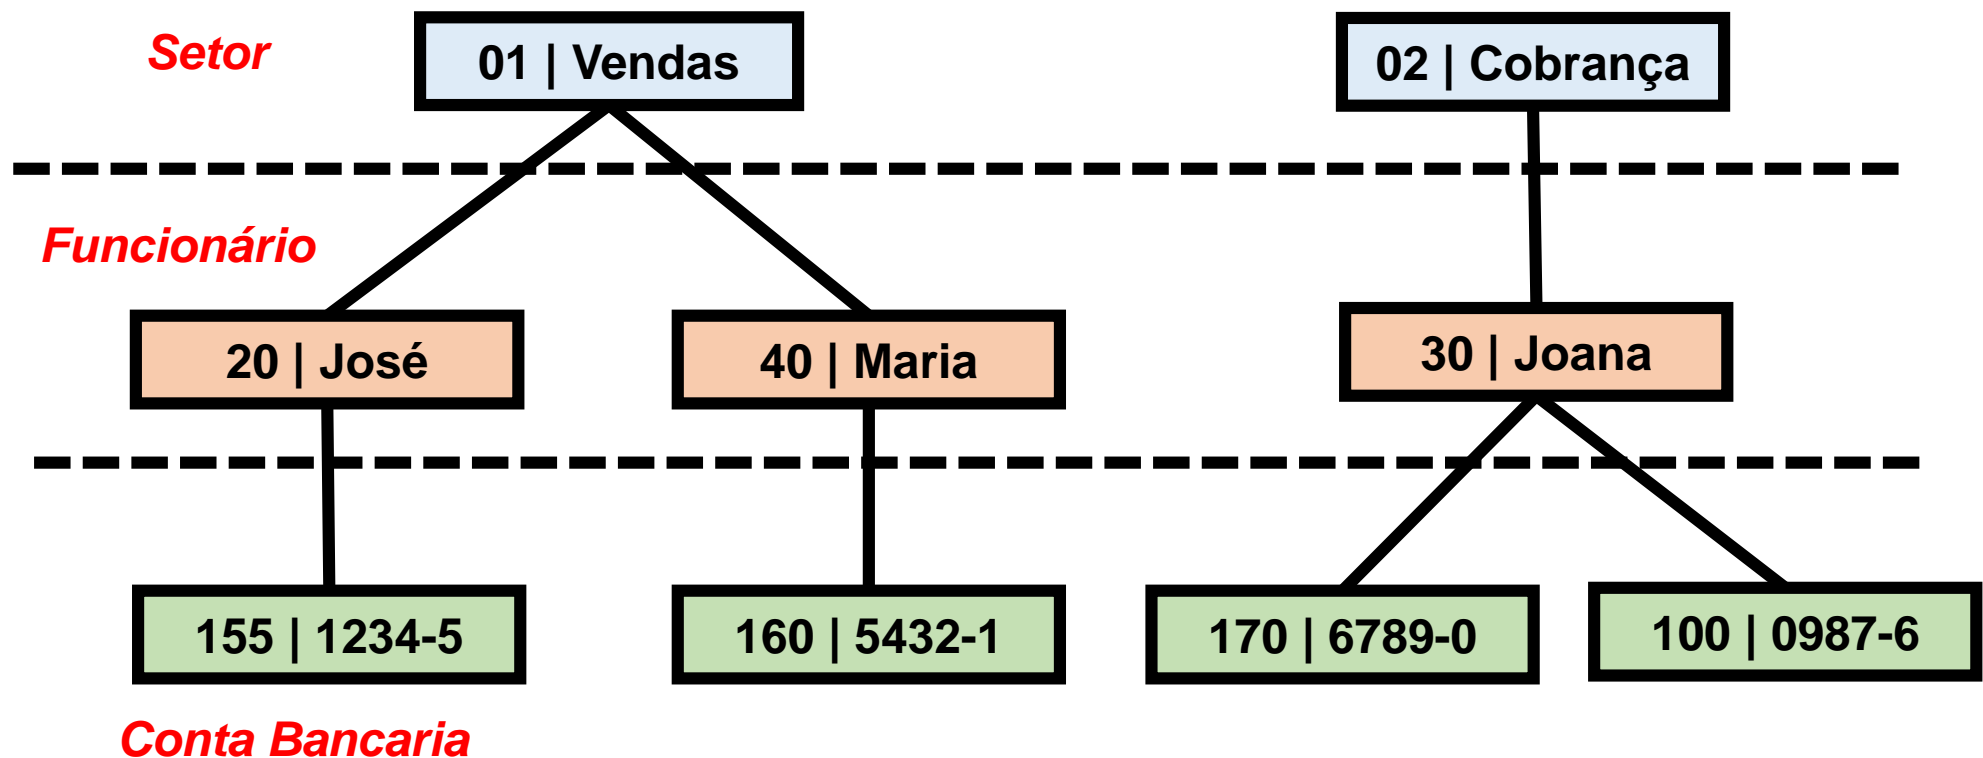 Setor
01 | Vendas
02 | Cobrança
Funcionário
20 | José
40 | Maria
30 | Joana
155 | 1234-5
160 | 5432-1
170 | 6789-0
100 | 0987-6
Conta Bancaria